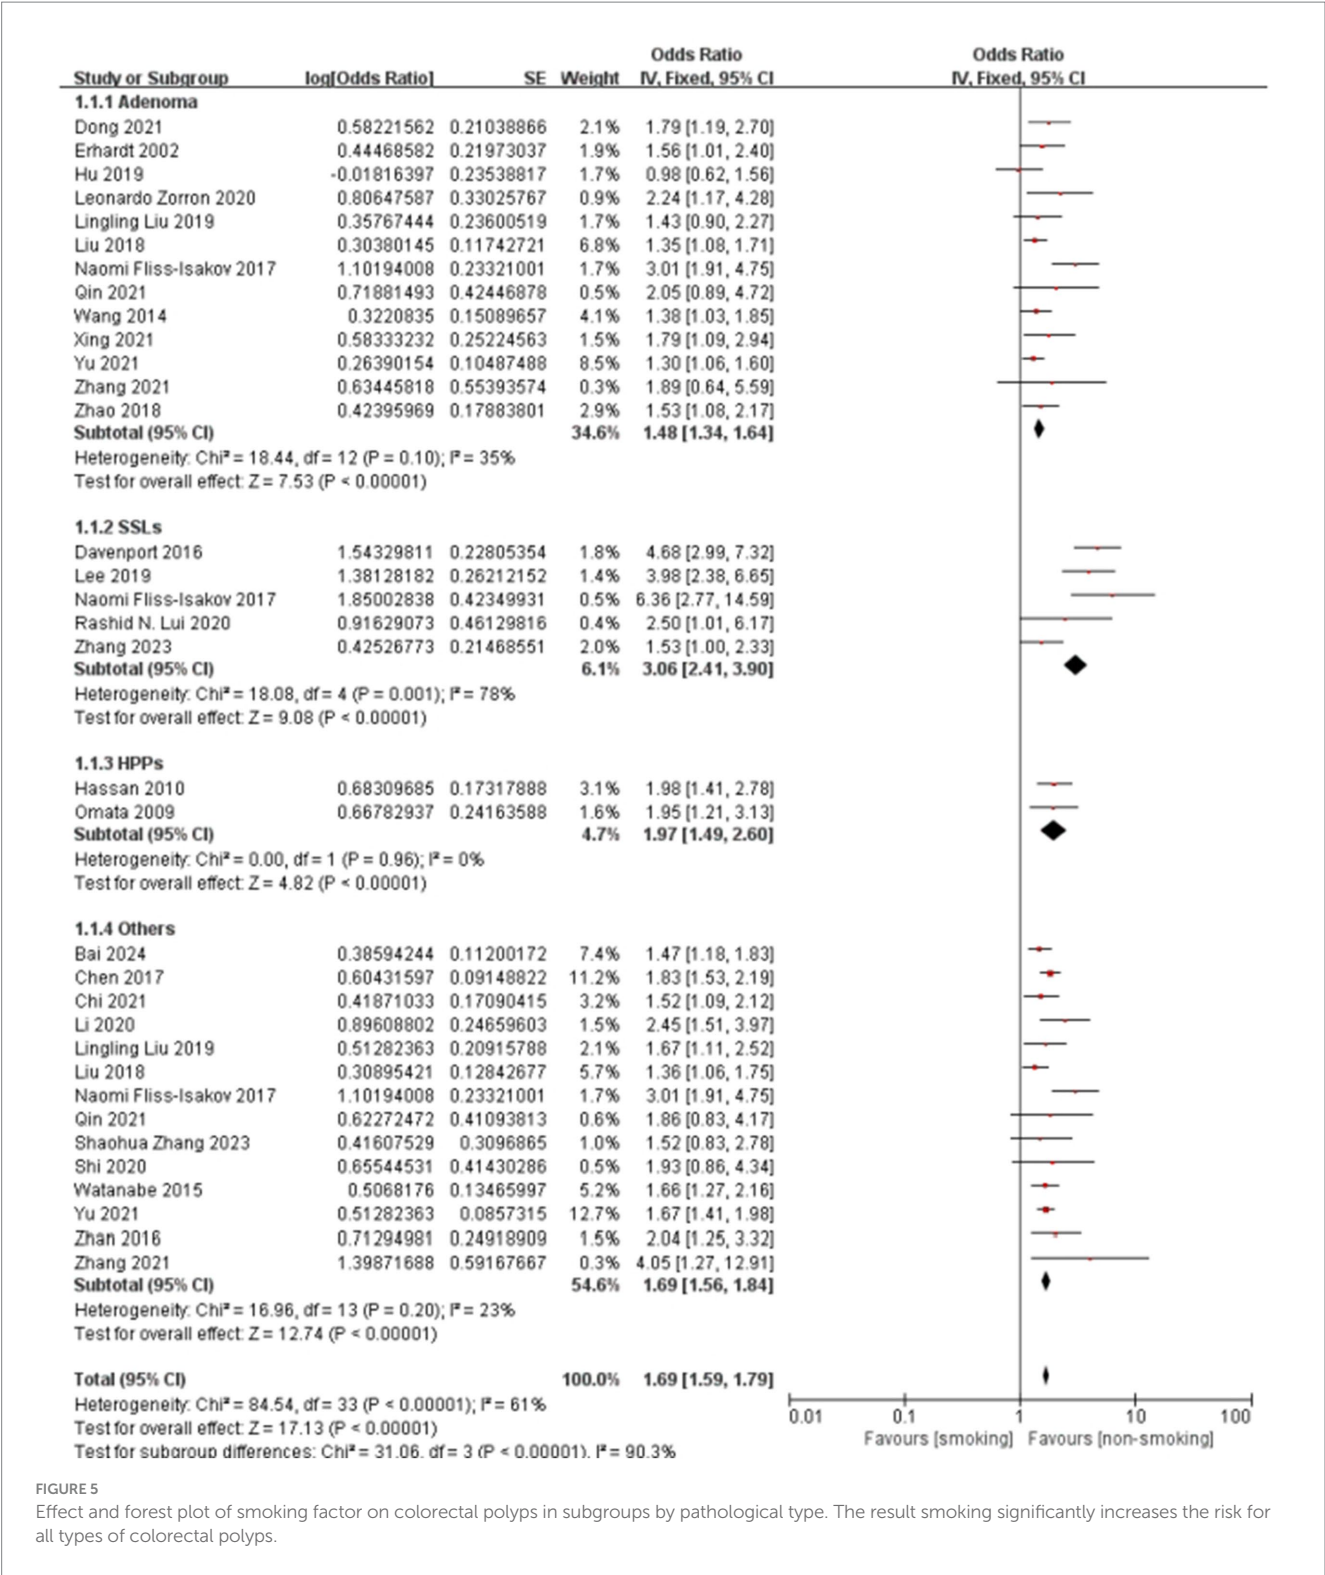 Odds Ratio Odds Ratio
Study or Subgroup log[Odds Ratio] SE Weight IV, Fixed, 95% CI IV, Fixed, 95% CI
1.1.1 Adenoma
Dong 2021 0.58221562 0.21038866 2.1% 1.79 [1.19, 2.70]
Erhardt 2002 0.44468582 0.21973037 1.9% 1.56 [1.01, 2.40]
Hu 2019 -0.01816397 0.23538817 1.7% 0.98 [0.62, 1.56]
Leonardo Zorron 2020 0.80647587 0.33025767 0.9% 2.24 [1.17, 4.28]
Lingling Liu 2019 0.35767444 0.23600519 1.7% 1.43 [0.90, 2.27]
Liu 2018 0.30380145 0.11742721 6.8% 1.35 [1.08, 1.71]
Naomi Fliss-Isakov 2017 1.10194008 0.23321001 1.7% 3.01 [1.91, 4.75]
Qin 2021 0.71881493 0.42446878 0.5% 2.05 [0.89, 4.72]
Wang 2014 0.3220835 0.15089657 4.1% 1.38 [1.03, 1.85]
Xing 2021 0.58333232 0.25224563 1.5% 1.79 [1.09, 2.94]
Yu 2021 0.26390154 0.10487488 8.5% 1.30 [1.06, 1.60]
Zhang 2021 0.63445818 0.55393574 0.3% 1.89 [0.64, 5.59]
Zhao 2018 0.42395969 0.17883801 2.9% 1.53 [1.08, 2.17]
Subtotal (95% CI) 34.6% 1.48 [1.34, 1.64]
Heterogeneity: Chi² = 18.44, df = 12 (P = 0.10); I² = 35%
Test for overall effect: Z = 7.53 (P < 0.00001)
1.1.2 SSLs
Davenport 2016 1.54329811 0.22805354 1.8% 4.68 [2.99, 7.32]
Lee 2019 1.38128182 0.26212152 1.4% 3.98 [2.38, 6.65]
Naomi Fliss-Isakov 2017 1.85002838 0.42349931 0.5% 6.36 [2.77, 14.59]
Rashid N. Lui 2020 0.91629073 0.46129816 0.4% 2.50 [1.01, 6.17]
Zhang 2023 0.42526773 0.21468551 2.0% 1.53 [1.00, 2.33]
Subtotal (95% CI) 6.1% 3.06 [2.41, 3.90]
Heterogeneity: Chi² = 18.08, df = 4 (P = 0.001); I² = 78%
Test for overall effect: Z = 9.08 (P < 0.00001)
1.1.3 HPPs
Hassan 2010 0.68309685 0.17317888 3.1% 1.98 [1.41, 2.78]
Omata 2009 0.66782937 0.24163588 1.6% 1.95 [1.21, 3.13]
Subtotal (95% CI) 4.7% 1.97 [1.49, 2.60]
Heterogeneity: Chi² = 0.00, df = 1 (P = 0.96); I² = 0%
Test for overall effect: Z = 4.82 (P < 0.00001)
1.1.4 Others
Bai 2024 0.38594244 0.11200172 7.4% 1.47 [1.18, 1.83]
Chen 2017 0.60431597 0.09148822 11.2% 1.83 [1.53, 2.19]
Chi 2021 0.41871033 0.17090415 3.2% 1.52 [1.09, 2.12]
Li 2020 0.89608802 0.24659603 1.5% 2.45 [1.51, 3.97]
Lingling Liu 2019 0.51282363 0.20915788 2.1% 1.67 [1.11, 2.52]
Liu 2018 0.30895421 0.12842677 5.7% 1.36 [1.06, 1.75]
Naomi Fliss-Isakov 2017 1.10194008 0.23321001 1.7% 3.01 [1.91, 4.75]
Qin 2021 0.62272472 0.41093813 0.6% 1.86 [0.83, 4.17]
Shaohua Zhang 2023 0.41607529 0.3096865 1.0% 1.52 [0.83, 2.78]
Shi 2020 0.65544531 0.41430286 0.5% 1.93 [0.86, 4.34]
Watanabe 2015 0.5068176 0.13465997 5.2% 1.66 [1.27, 2.16]
Yu 2021 0.51282363 0.0857315 12.7% 1.67 [1.41, 1.98]
Zhan 2016 0.71294981 0.24918909 1.5% 2.04 [1.25, 3.32]
Zhang 2021 1.39871688 0.59167667 0.3% 4.05 [1.27, 12.91]
Subtotal (95% CI) 54.6% 1.69 [1.56, 1.84]
Heterogeneity: Chi² = 16.96, df = 13 (P = 0.20); I² = 23%
Test for overall effect: Z = 12.74 (P < 0.00001)
Total (95% CI) 100.0% 1.69 [1.59, 1.79]
Heterogeneity: Chi² = 84.54, df = 33 (P < 0.00001); I² = 61%
Test for overall effect: Z = 17.13 (P < 0.00001)
Test for subgroup differences: Chi² = 31.06, df = 3 (P < 0.00001), I² = 90.3%
0.01 0.1 1 10 100
Favours [smoking] Favours [non-smoking]
FIGURE 5
Effect and forest plot of smoking factor on colorectal polyps in subgroups by pathological type. The result smoking significantly increases the risk for
all types of colorectal polyps.